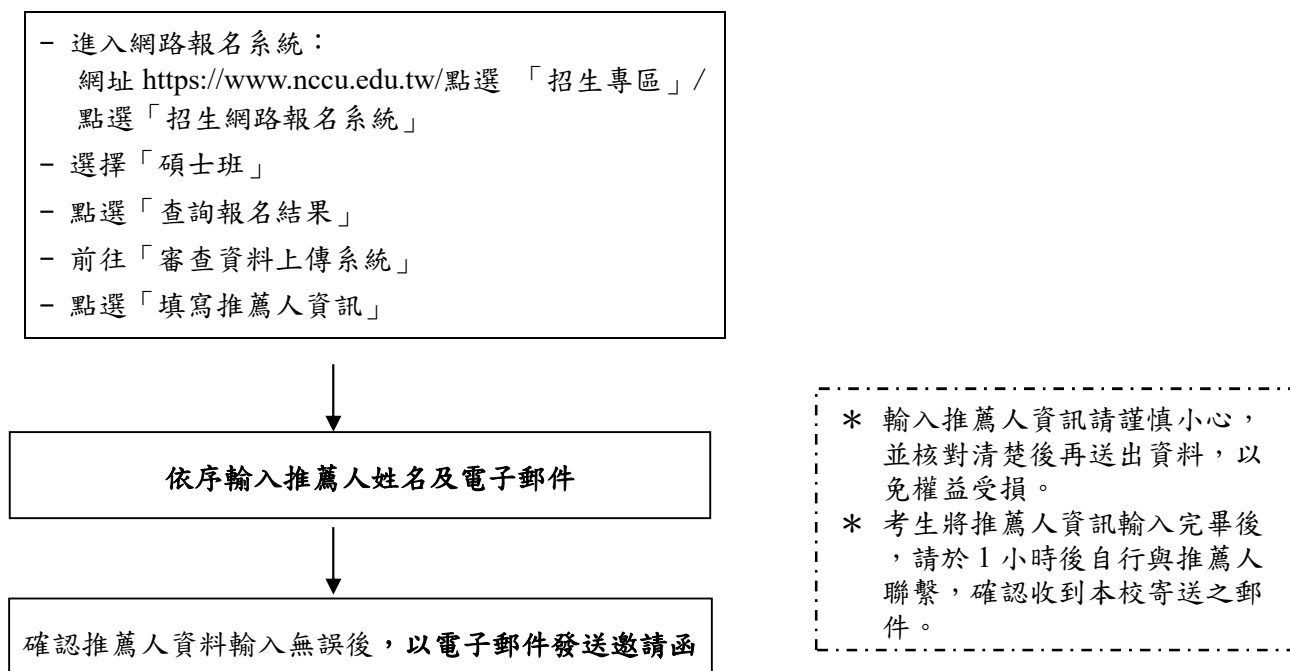 - 進入網路報名系統：
網址 https://www.nccu.edu.tw/點選 「招生專區」/
點選「招生網路報名系統」
- 選擇「碩士班」
- 點選「查詢報名結果」
- 前往「審查資料上傳系統」
- 點選「填寫推薦人資訊」
依序輸入推薦人姓名及電子郵件
確認推薦人資料輸入無誤後，以電子郵件發送邀請函
＊ 輸入推薦人資訊請謹慎小心，
並核對清楚後再送出資料，以
免權益受損。
＊ 考生將推薦人資訊輸入完畢後
，請於 1 小時後自行與推薦人
聯繫，確認收到本校寄送之郵
件。